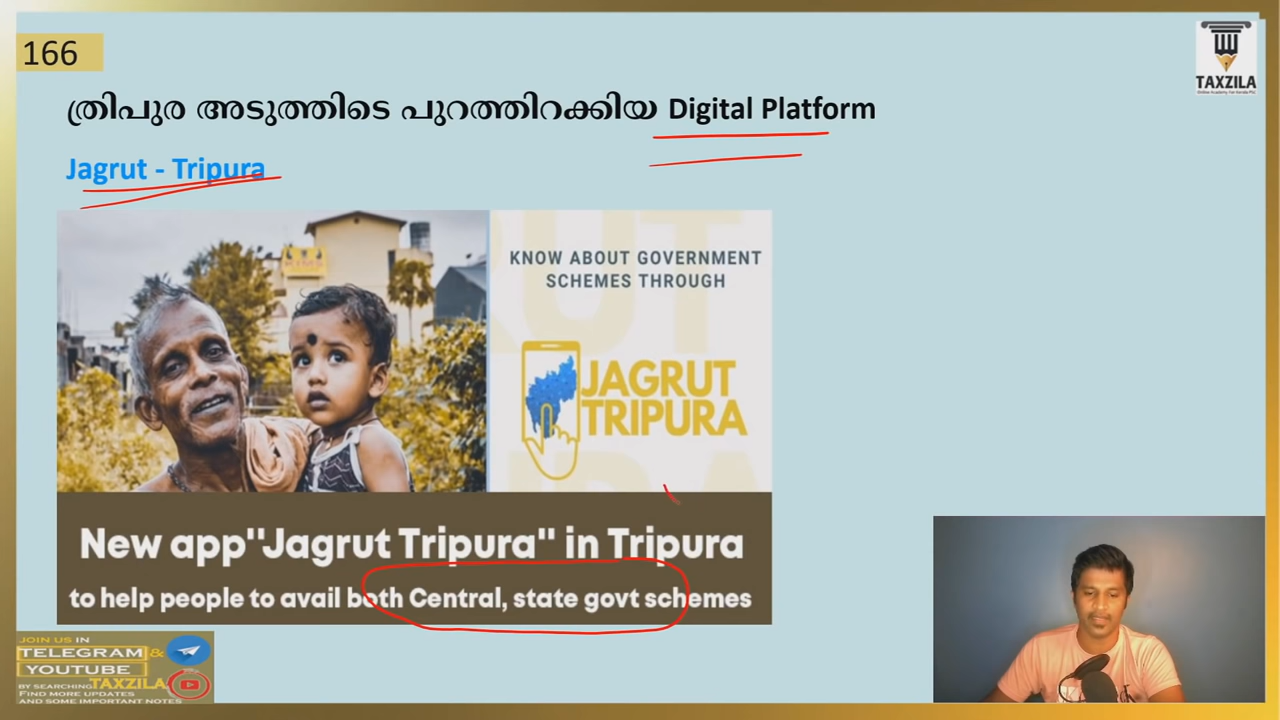 166
TAXZILA
ത്രിപുര അടുത്തിടെ പുറത്തിറക്കിയ Digital Platform
Jagrut - Tripura
KNOW ABOUT GOVERNMENT
SCHEMES THROUGH
JAGRUT
TRIPURA
New app"Jagrut Tripura" in Tripura
to help people to avail both Central, state govt schemes
JOIN US IN
TELEGRAM &
YOUTUBE
BY SEARCHING TAXZILA
FIND MORE UPDATES
AND SOME IMPORTANT NOTES